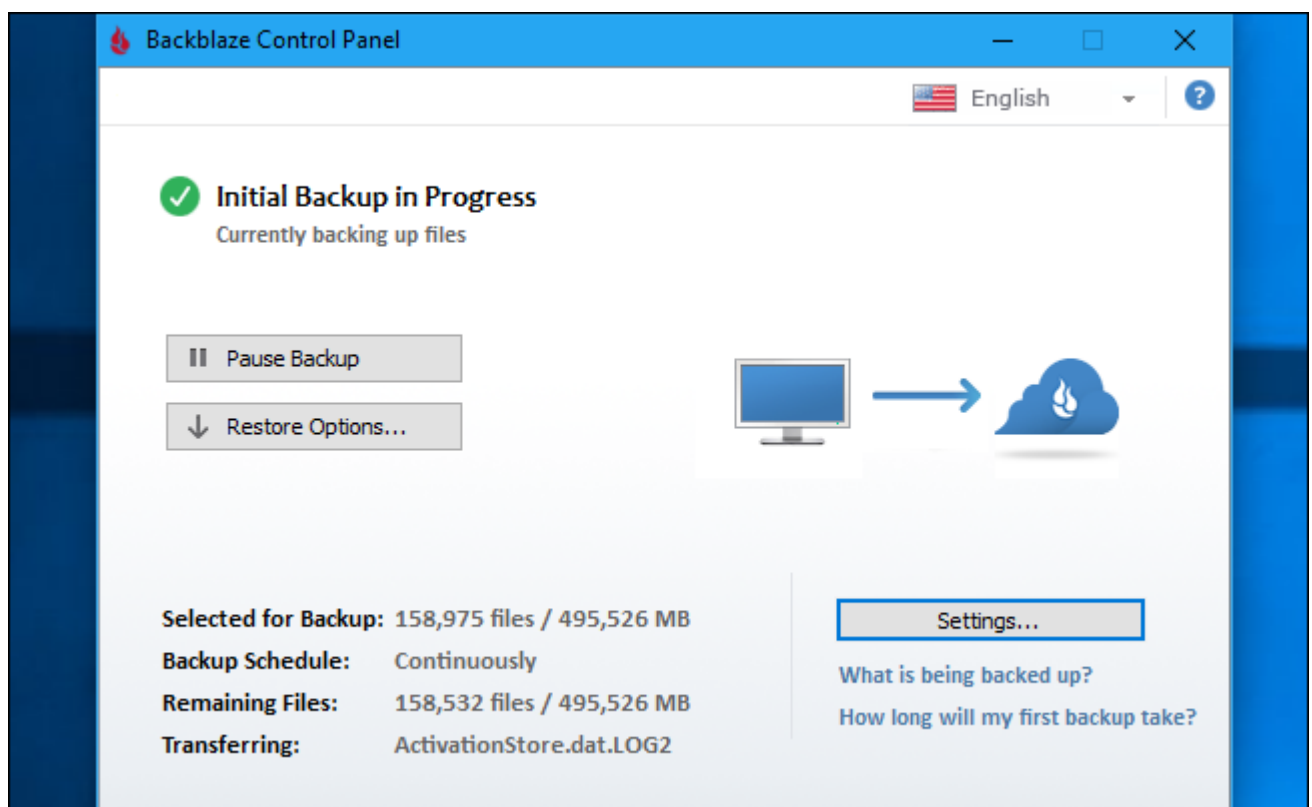 Backblaze Control Panel
English
Initial Backup in Progress
Currently backing up files
Pause Backup
Restore Options...
Selected for Backup: 158,975 files / 495,526 MB
Backup Schedule: Continuously
Remaining Files: 158,532 files / 495,526 MB
Transferring: ActivationStore.dat.LOG2
Settings...
What is being backed up?
How long will my first backup take?